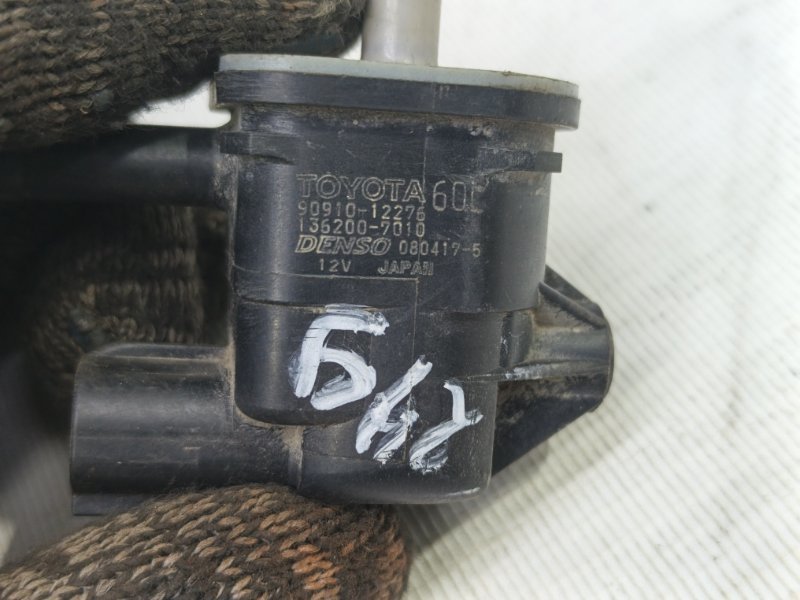 TOYOTA 60L
90910-12276
136200-7010
DENSO 080417-5
12V JAPAN